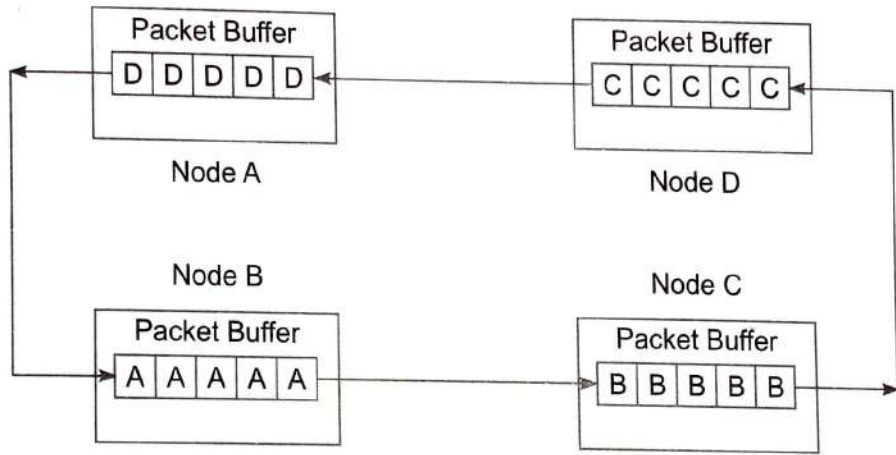 Packet Buffer
D D D D D
Node A
Packet Buffer
C C C C C
Node D
Node B
Packet Buffer
A A A A A
Node C
Packet Buffer
B B B B B